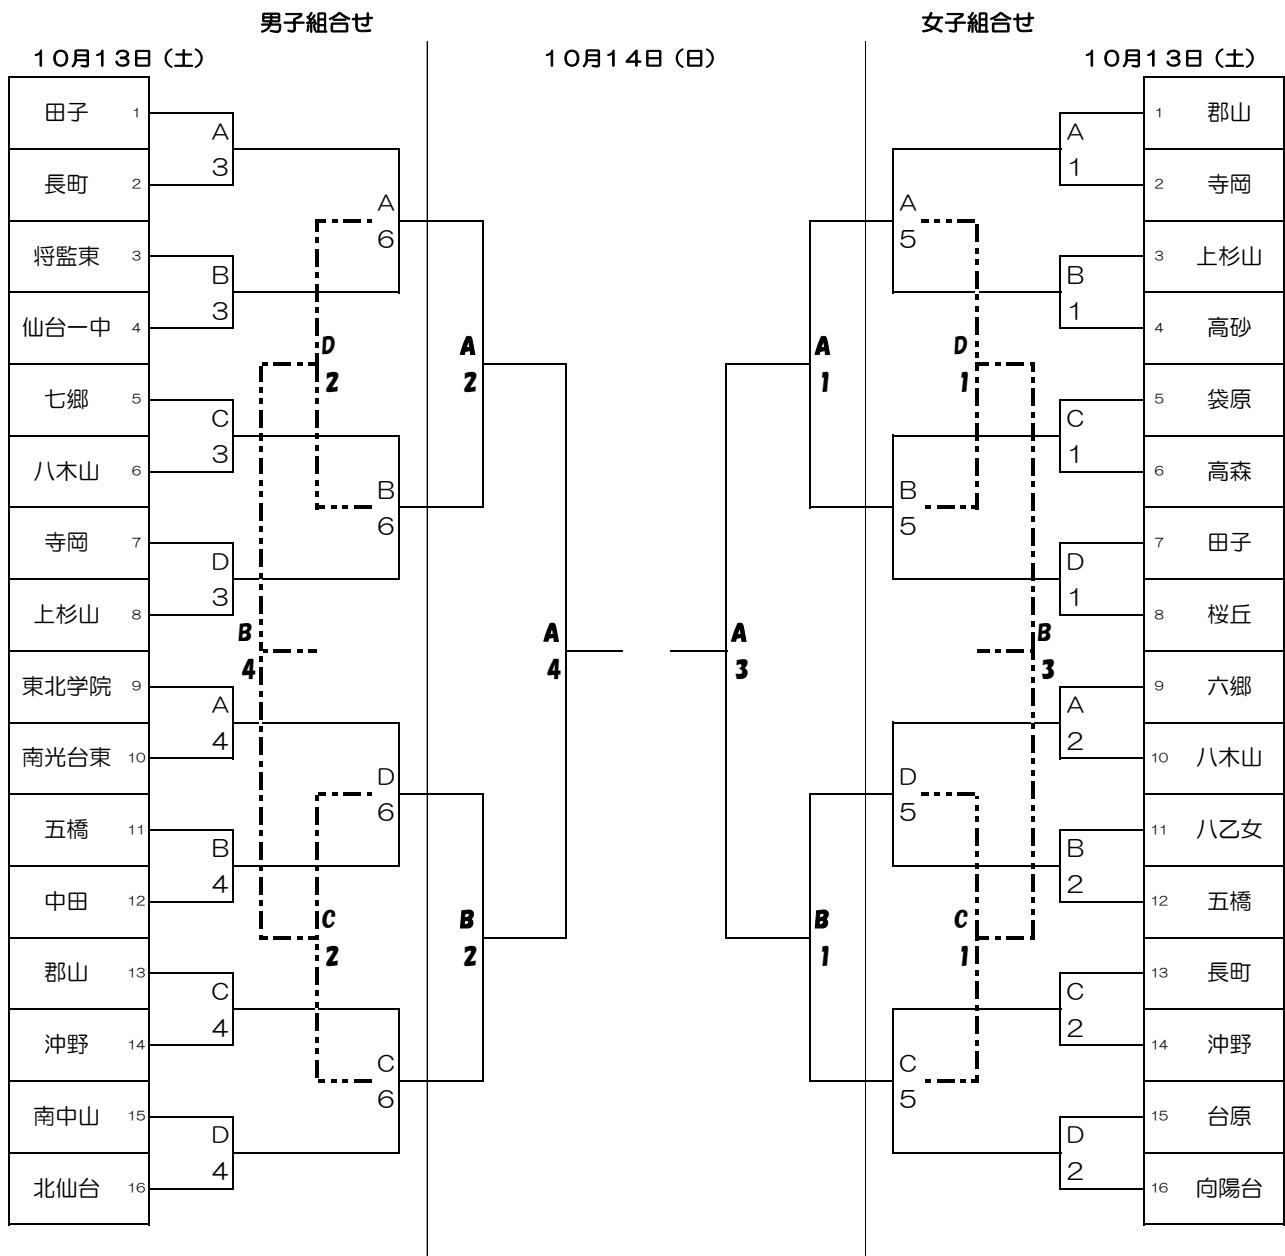 男子組合せ
女子組合せ
10月13日（土）
10月14日（日）
10月13日（土）
田子 1
長町 2
A
3
将監東 3
仙台一中 4
B
3
A
6
七郷 5
八木山 6
C
3
寺岡 7
上杉山 8
D
3
B
6
D
2
A
2
東北学院 9
南光台東 10
A
4
五橋 11
中田 12
B
4
D
6
郡山 13
沖野 14
C
4
南中山 15
北仙台 16
D
4
C
6
C
2
B
2
B
4
A
4
1 郡山
2 寺岡
A
1
3 上杉山
4 高砂
B
1
A
5
5 袋原
6 高森
C
1
7 田子
8 桜丘
D
1
B
5
D
1
A
1
9 六郷
10 八木山
A
2
11 八乙女
12 五橋
B
2
D
5
13 長町
14 沖野
C
2
15 台原
16 向陽台
D
2
C
5
C
1
B
1
B
3
A
3